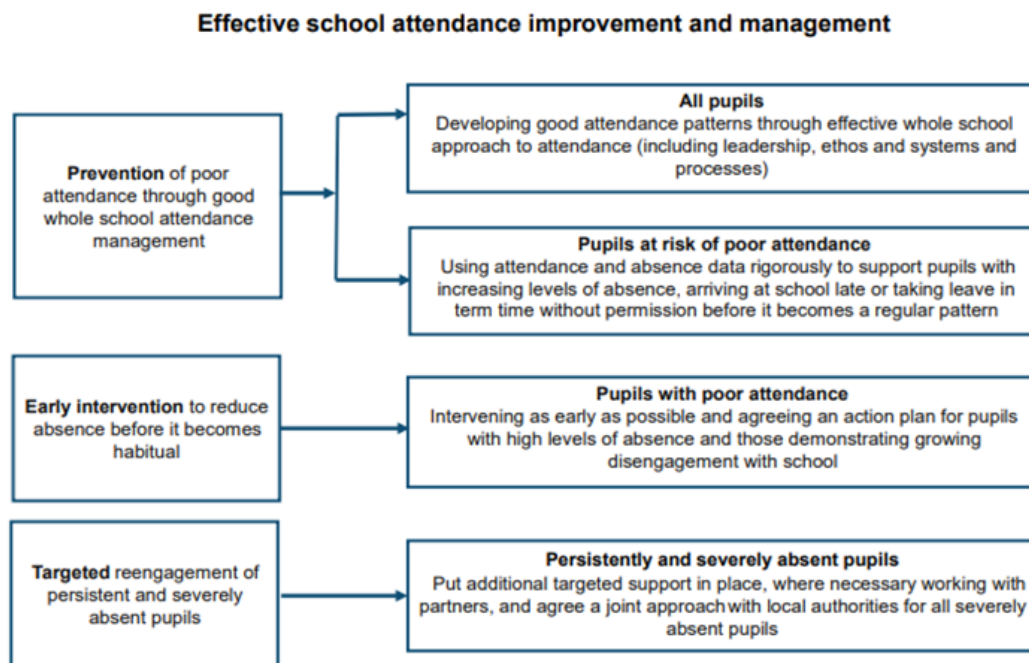 Effective school attendance improvement and management
All pupils
Developing good attendance patterns through effective whole school
approach to attendance (including leadership, ethos and systems and
processes)
Prevention of poor
attendance through good
whole school attendance
management
Pupils at risk of poor attendance
Using attendance and absence data rigorously to support pupils with
increasing levels of absence, arriving at school late or taking leave in
term time without permission before it becomes a regular pattern
Early intervention to reduce
absence before it becomes
habitual
Pupils with poor attendance
Intervening as early as possible and agreeing an action plan for pupils
with high levels of absence and those demonstrating growing
disengagement with school
Targeted reengagement of
persistent and severely
absent pupils
Persistently and severely absent pupils
Put additional targeted support in place, where necessary working with
partners, and agree a joint approach with local authorities for all severely
absent pupils